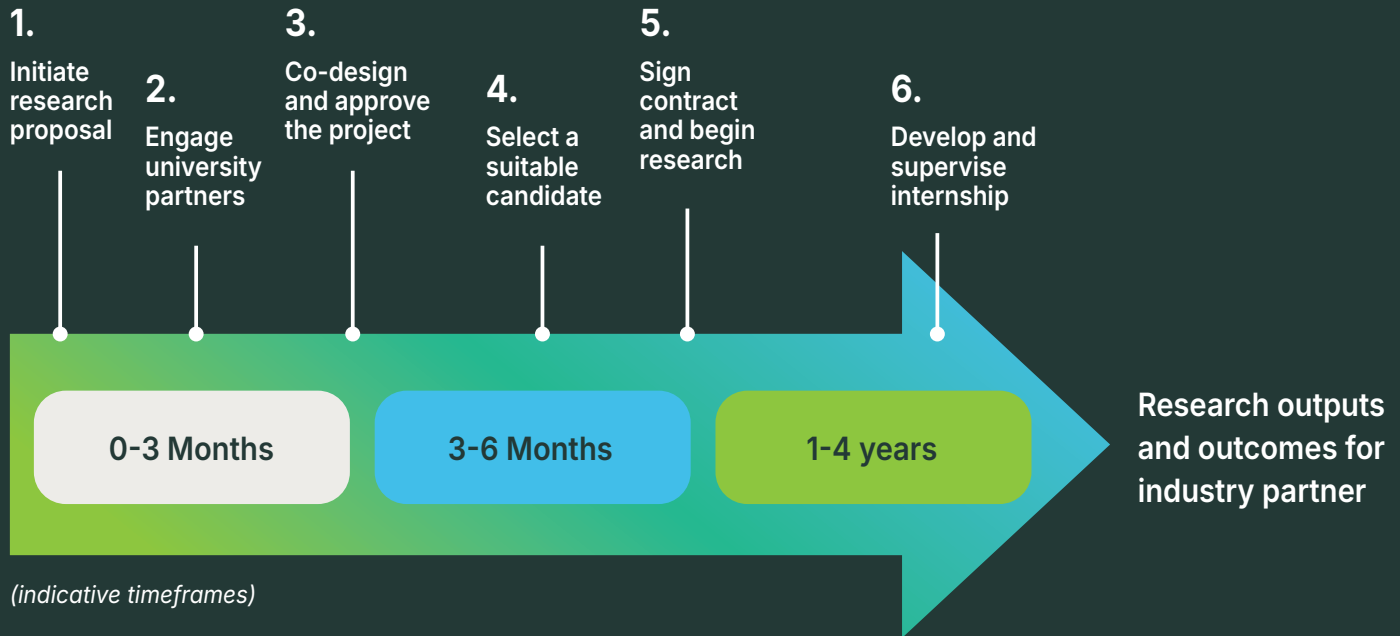 1.
Initiate
research
proposal
2.
Engage
university
partners
3.
Co-design
and approve
the project
4.
Select a
suitable
candidate
5.
Sign
contract
and begin
research
6.
Develop and
supervise
internship
0-3 Months
3-6 Months
1-4 years
Research outputs
and outcomes for
industry partner
(indicative timeframes)